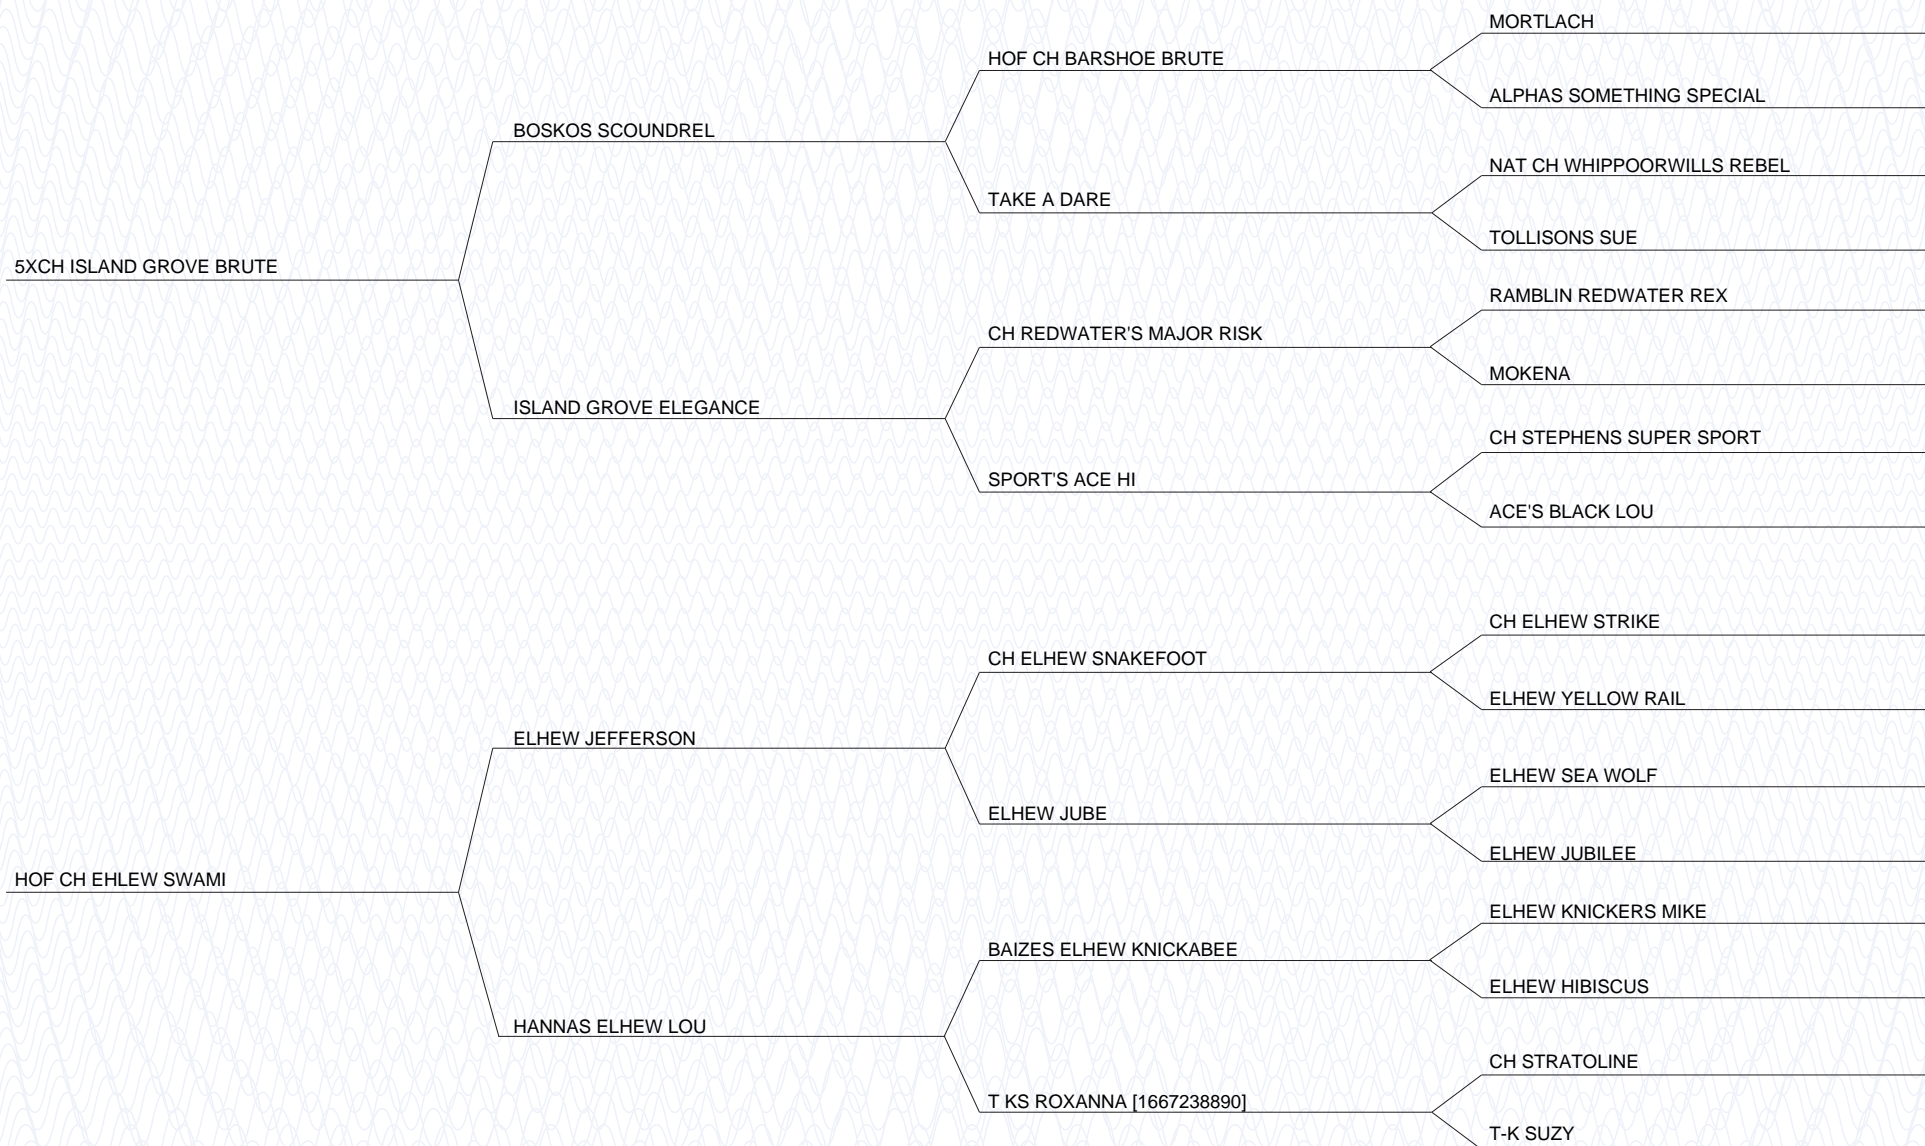 MORTLACH
HOF CH BARSHOE BRUTE
ALPHAS SOMETHING SPECIAL
BOSKOS SCOUNDREL
NAT CH WHIPPOORWILLS REBEL
TAKE A DARE
TOLLISONS SUE
5XCH ISLAND GROVE BRUTE
RAMBLIN REDWATER REX
CH REDWATER'S MAJOR RISK
MOKENA
ISLAND GROVE ELEGANCE
CH STEPHENS SUPER SPORT
SPORT'S ACE HI
ACE'S BLACK LOU
CH ELHEW STRIKE
CH ELHEW SNAKEFOOT
ELHEW YELLOW RAIL
ELHEW JEFFERSON
ELHEW SEA WOLF
ELHEW JUBE
ELHEW JUBILEE
HOF CH EHLEW SWAMI
ELHEW KNICKERS MIKE
BAIZES ELHEW KNICKABEE
ELHEW HIBISCUS
HANNAS ELHEW LOU
CH STRATOLINE
T KS ROXANNA [1667238890]
T-K SUZY